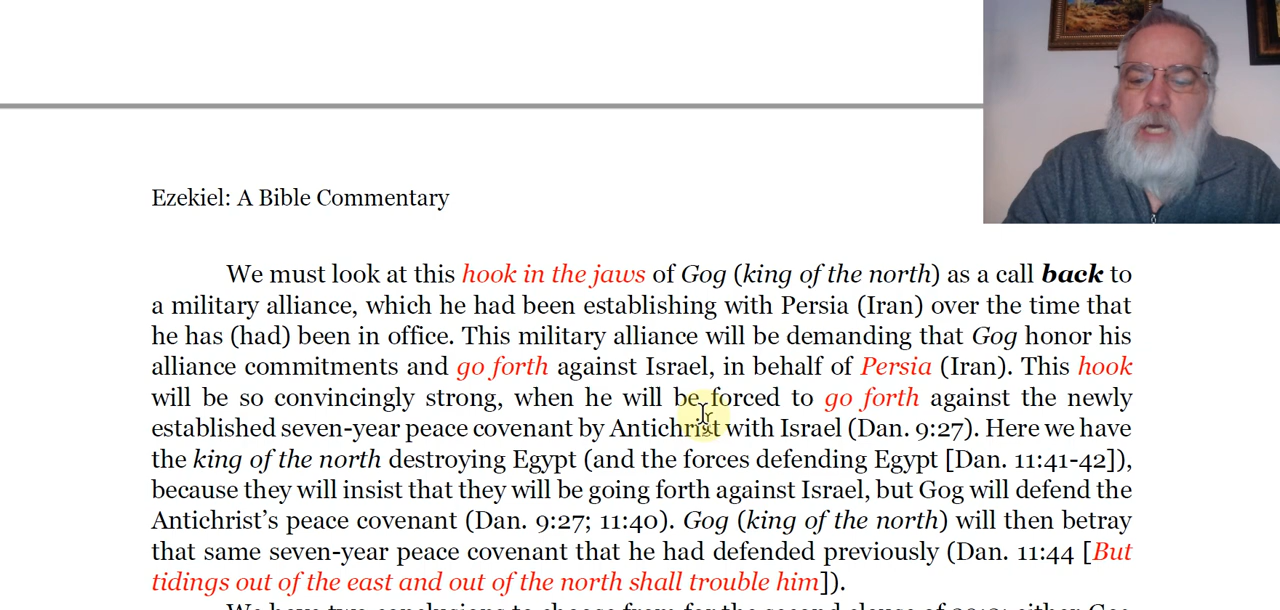 Ezekiel: A Bible Commentary
We must look at this hook in the jaws of Gog (king of the north) as a call back to
a military alliance, which he had been establishing with Persia (Iran) over the time that
he has (had) been in office. This military alliance will be demanding that Gog honor his
alliance commitments and go forth against Israel, in behalf of Persia (Iran). This hook
will be so convincingly strong, when he will be forced to go forth against the newly
established seven-year peace covenant by Antichrist with Israel (Dan. 9:27). Here we have
the king of the north destroying Egypt (and the forces defending Egypt [Dan. 11:41-42]),
because they will insist that they will be going forth against Israel, but Gog will defend the
Antichrist's peace covenant (Dan. 9:27; 11:40). Gog (king of the north) will then betray
that same seven-year peace covenant that he had defended previously (Dan. 11:44 [But
tidings out of the east and out of the north shall trouble him]).